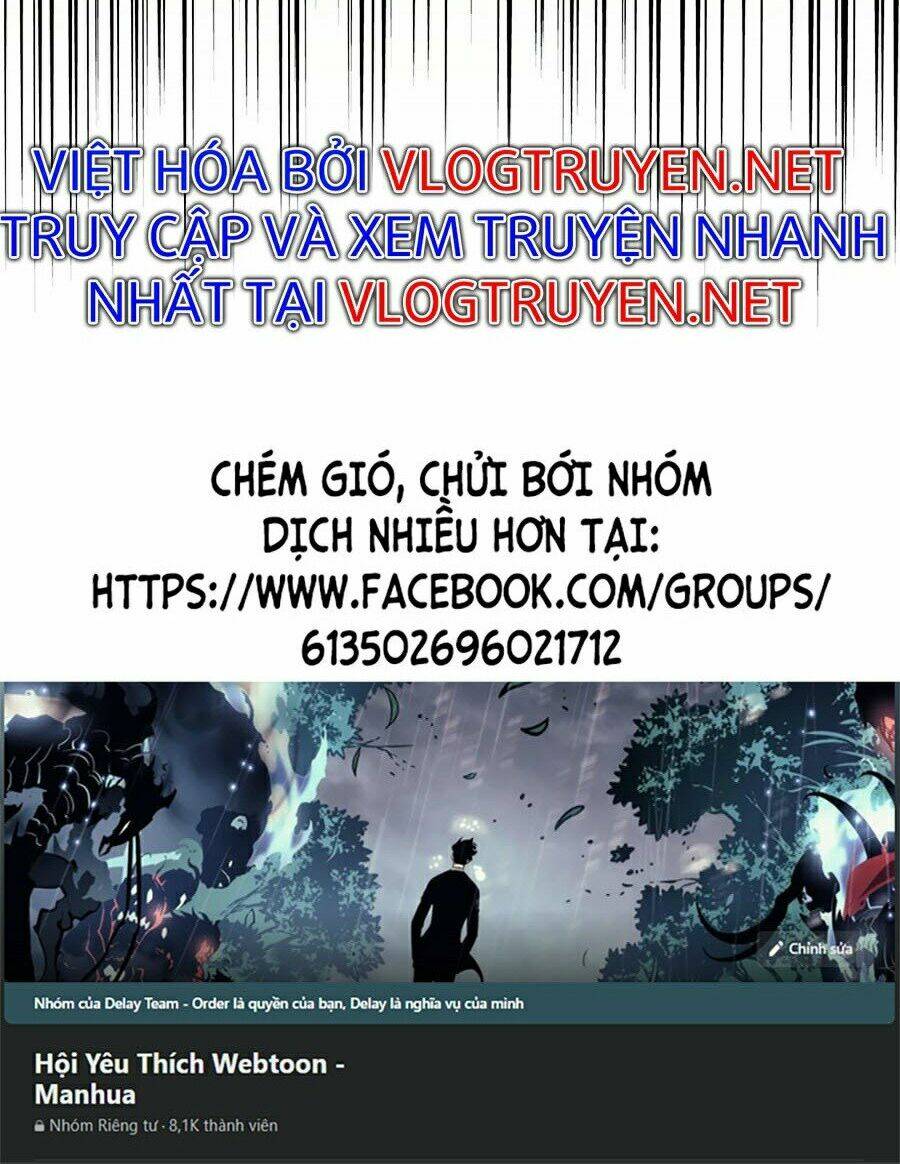 VIỆT HÓA BỞI VLOGTRUYEN.NET
TRUY CẬP VÀ XEM TRUYỆN NHANH
NHẤT TẠI VLOGTRUYEN.NET
CHÉM GIÓ, CHỬI BỚI NHÓM
DỊCH NHIỀU HƠN TẠI:
HTTPS://WWW.FACEBOOK.COM/GROUPS/
613502696021712
Chỉnh sửa
Nhóm của Delay Team - Order là quyền của bạn, Delay là nghĩa vụ của mình
Hội Yêu Thích Webtoon -
Manhua
Nhóm Riêng tư · 8,1K thành viên